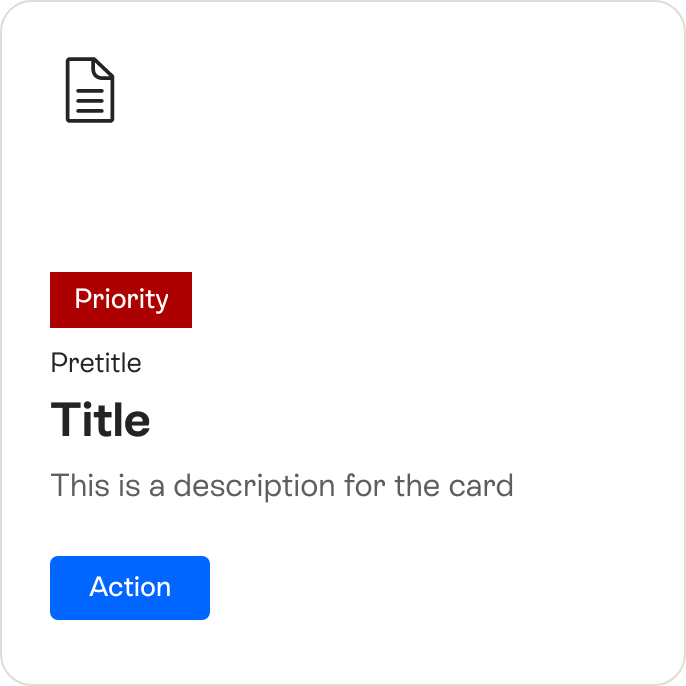 Priority
Pretitle
Title
This is a description for the card
Action